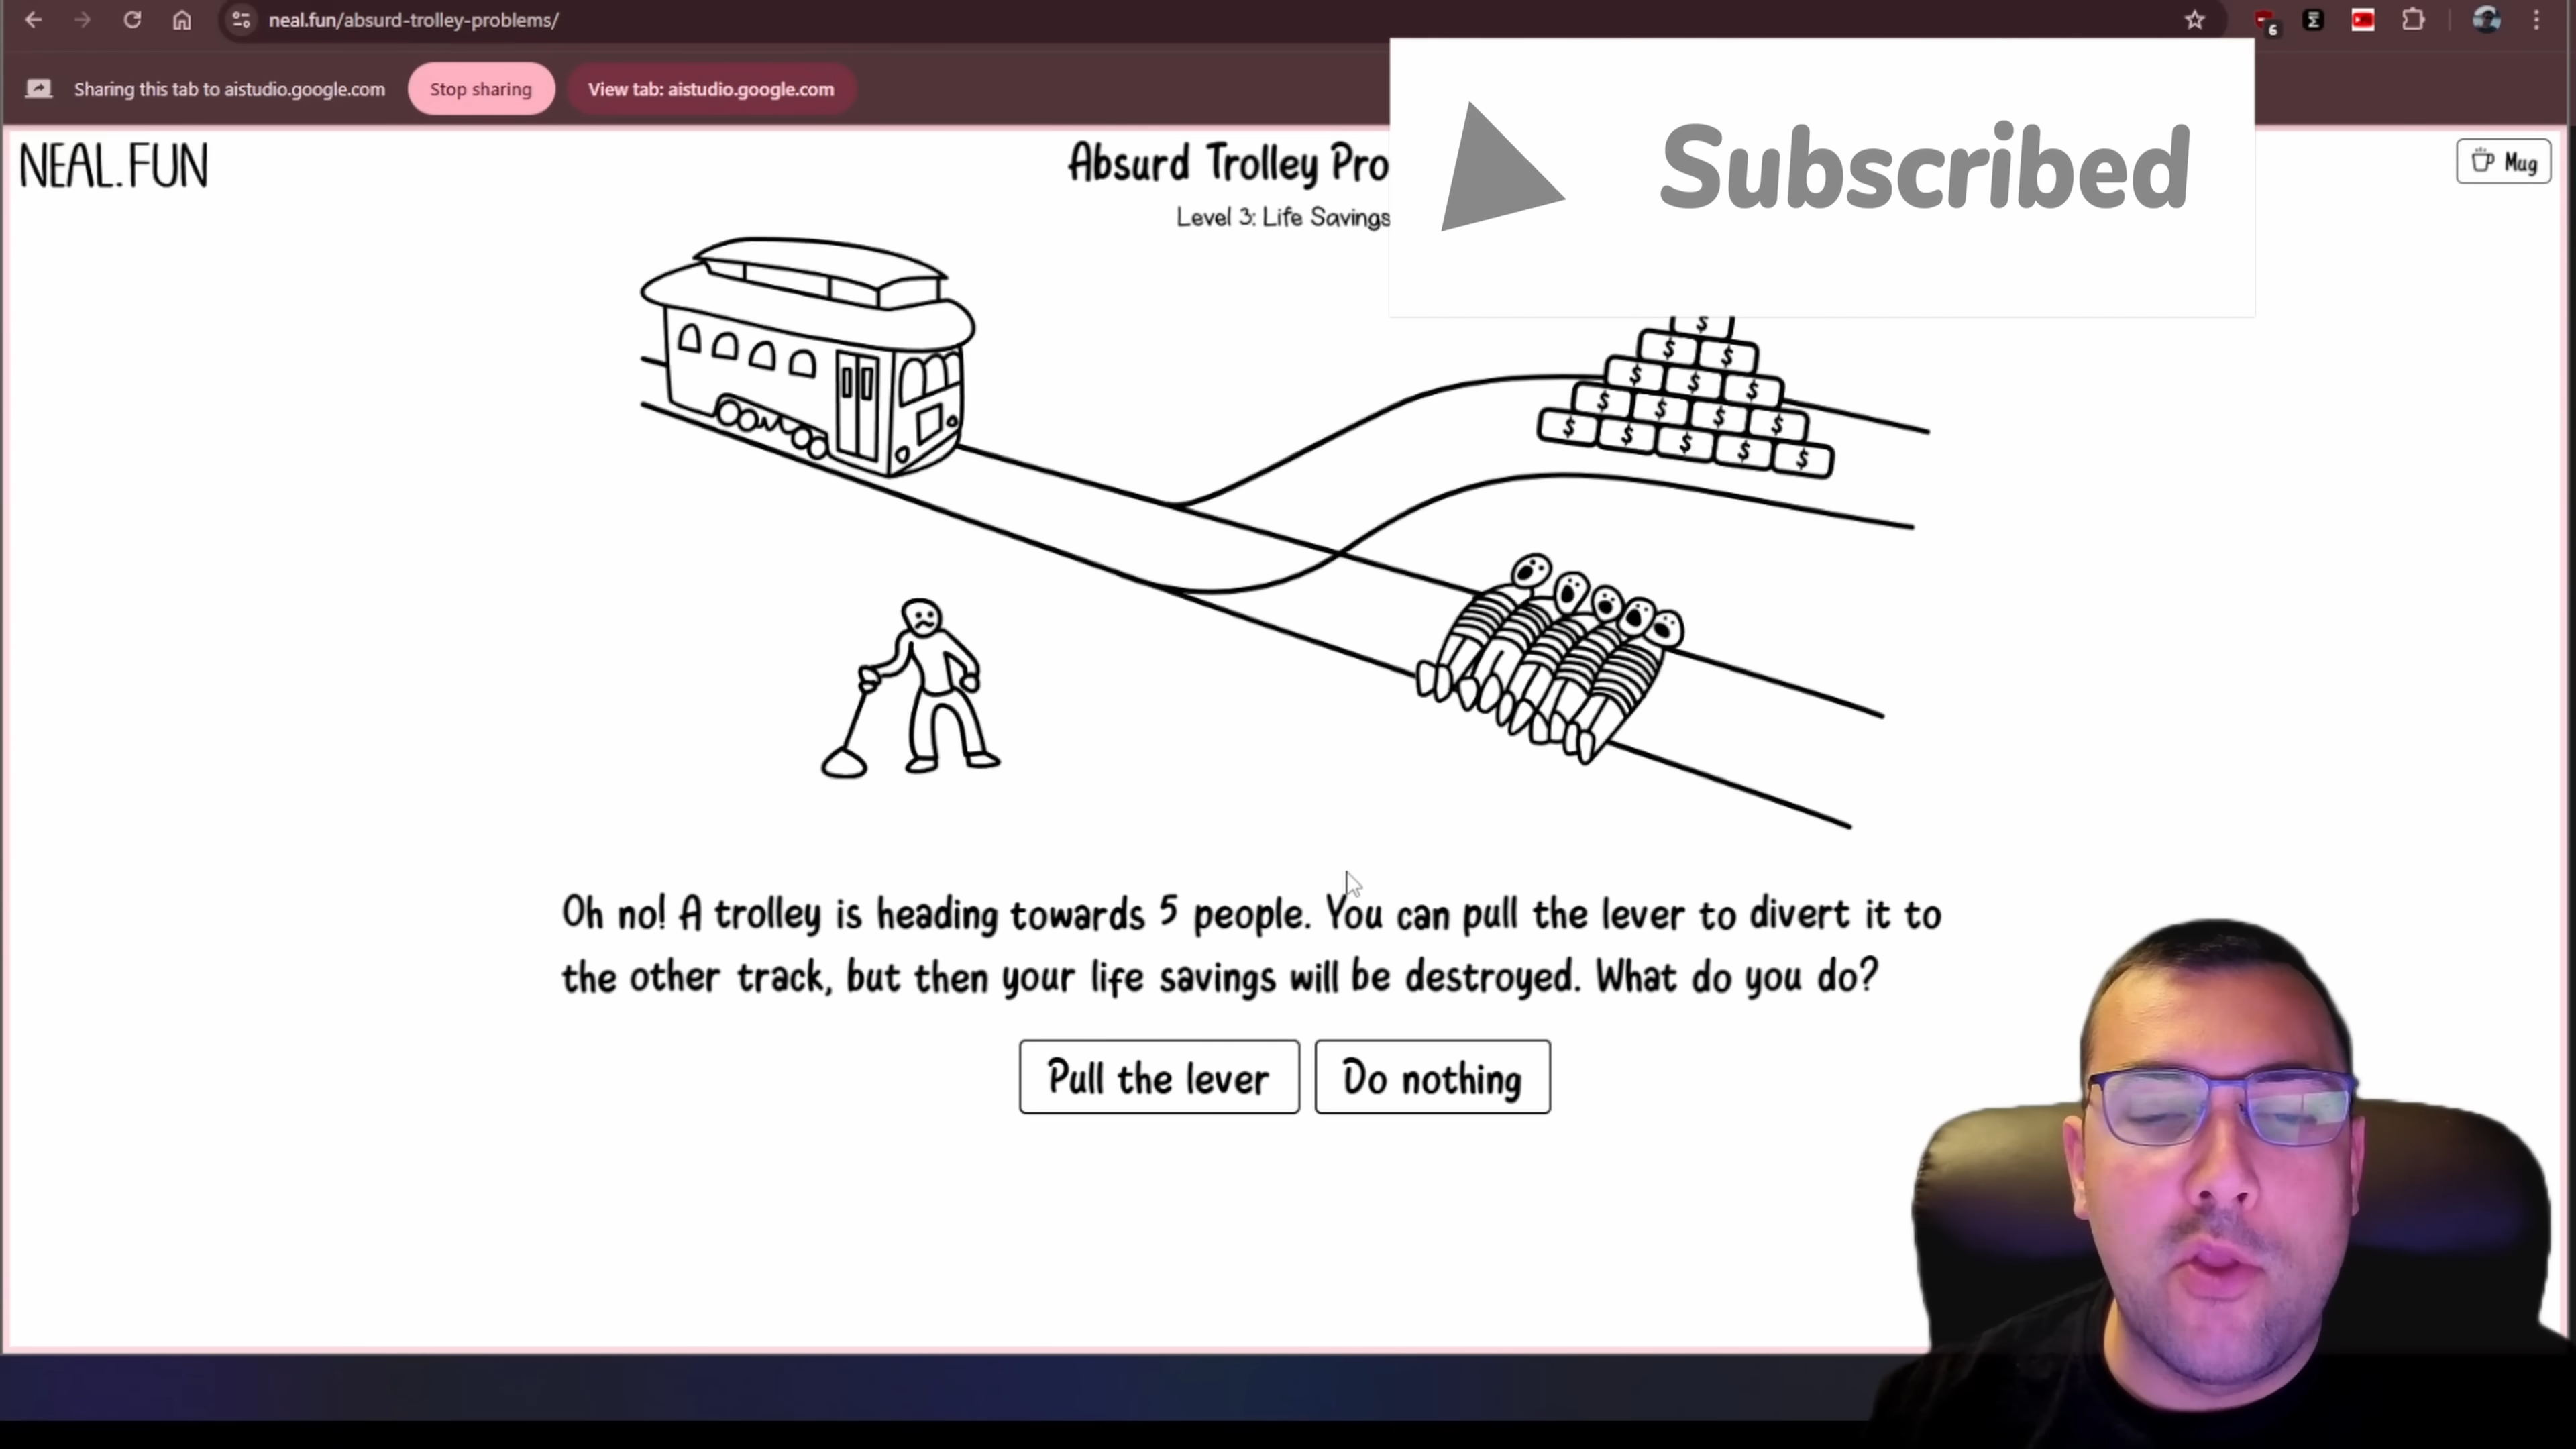 neal.fun/absurd-trolley-problems/
6
Sharing this tab to aistudio.google.com
Stop sharing
View tab: aistudio.google.com
Subscribed
NEAL.FUN
Absurd Trolley Pro
Mug
Level 3: Life Savings
$
$ $
$ $ $
$ $ $ $
$ $ $ $ $
Oh no! A trolley is heading towards 5 people. You can pull the lever to divert it to
the other track, but then your life savings will be destroyed. What do you do?
Pull the lever
Do nothing